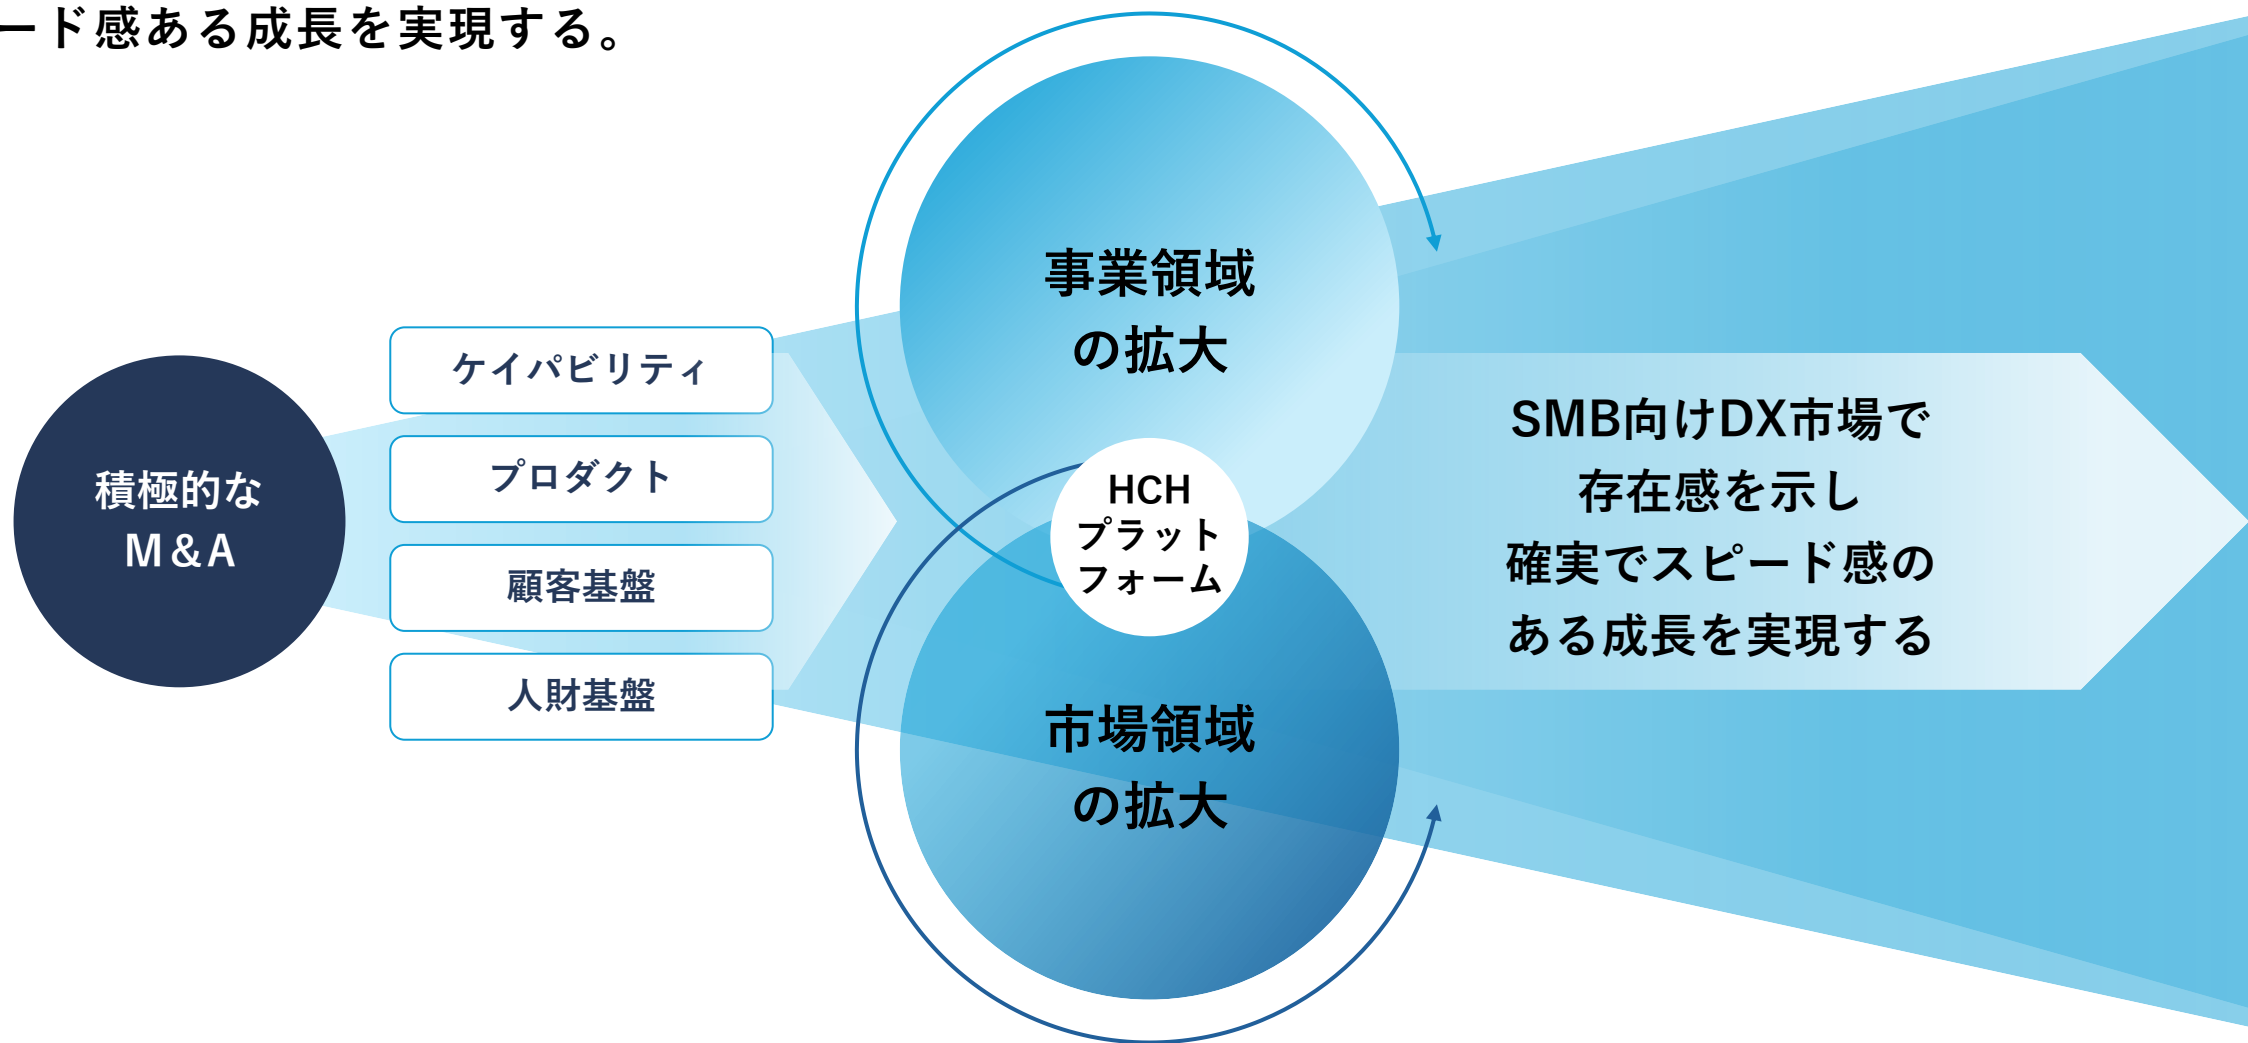 ード感ある成長を実現する。
積極的な
M&A
ケイパビリティ
プロダクト
顧客基盤
人財基盤
事業領域
の拡大
HCH
プラット
フォーム
市場領域
の拡大
SMB向けDX市場で
存在感を示し
確実でスピード感の
ある成長を実現する